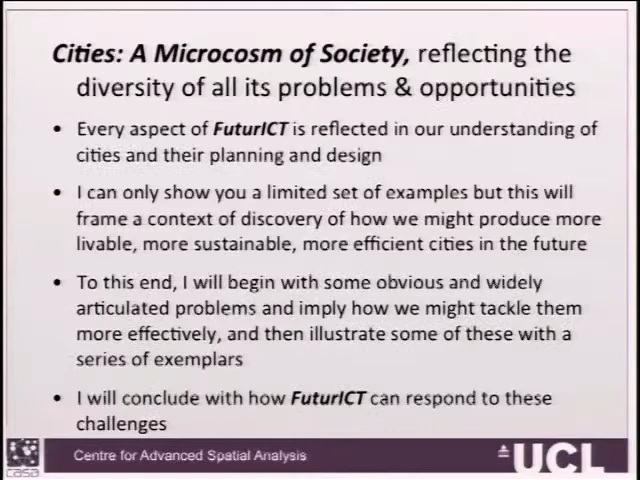 Cities: A Microcosm of Society, reflecting the
diversity of all its problems & opportunities
• Every aspect of FuturICT is reflected in our understanding of
cities and their planning and design
• I can only show you a limited set of examples but this will
frame a context of discovery of how we might produce more
livable, more sustainable, more efficient cities in the future
• To this end, I will begin with some obvious and widely
articulated problems and imply how we might tackle them
more effectively, and then illustrate some of these with a
series of exemplars
• I will conclude with how FuturICT can respond to these
challenges
casa
Centre for Advanced Spatial Analysis
UCL